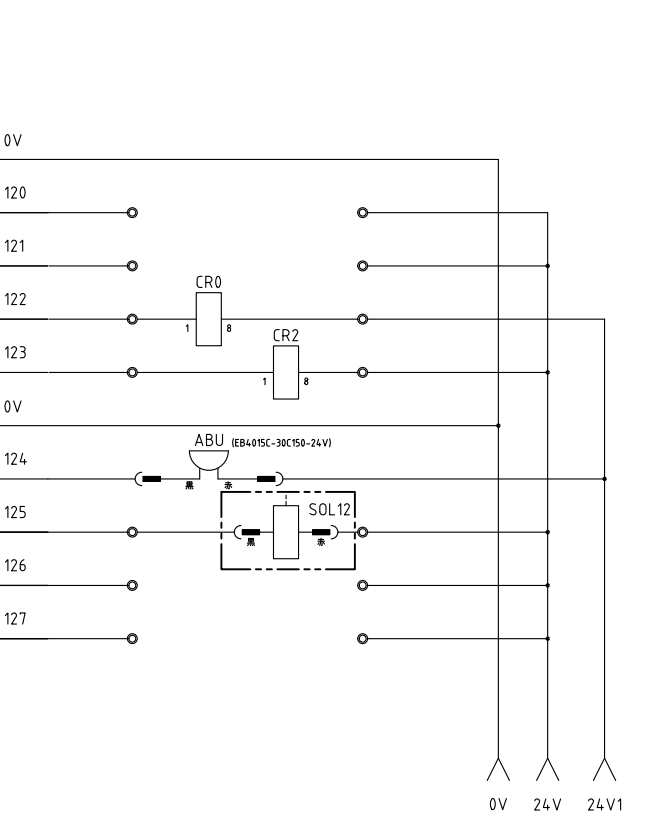 0V
120
121
CR0
122
1 8
CR2
123
1 8
0V
ABU (EB4015C-30C150-24V)
124
黒 赤
125
SOL12
黒 赤
126
127
0V 24V 24V1